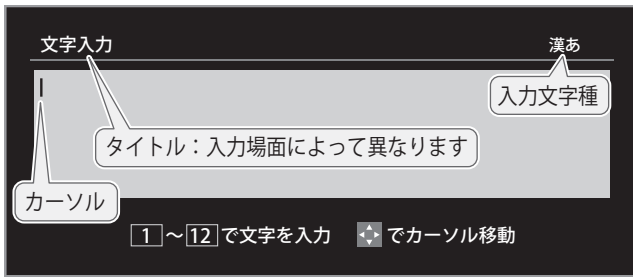 文字入力 漢あ
入力文字種
タイトル：入力場面によって異なります
カーソル
1～12で文字を入力 でカーソル移動